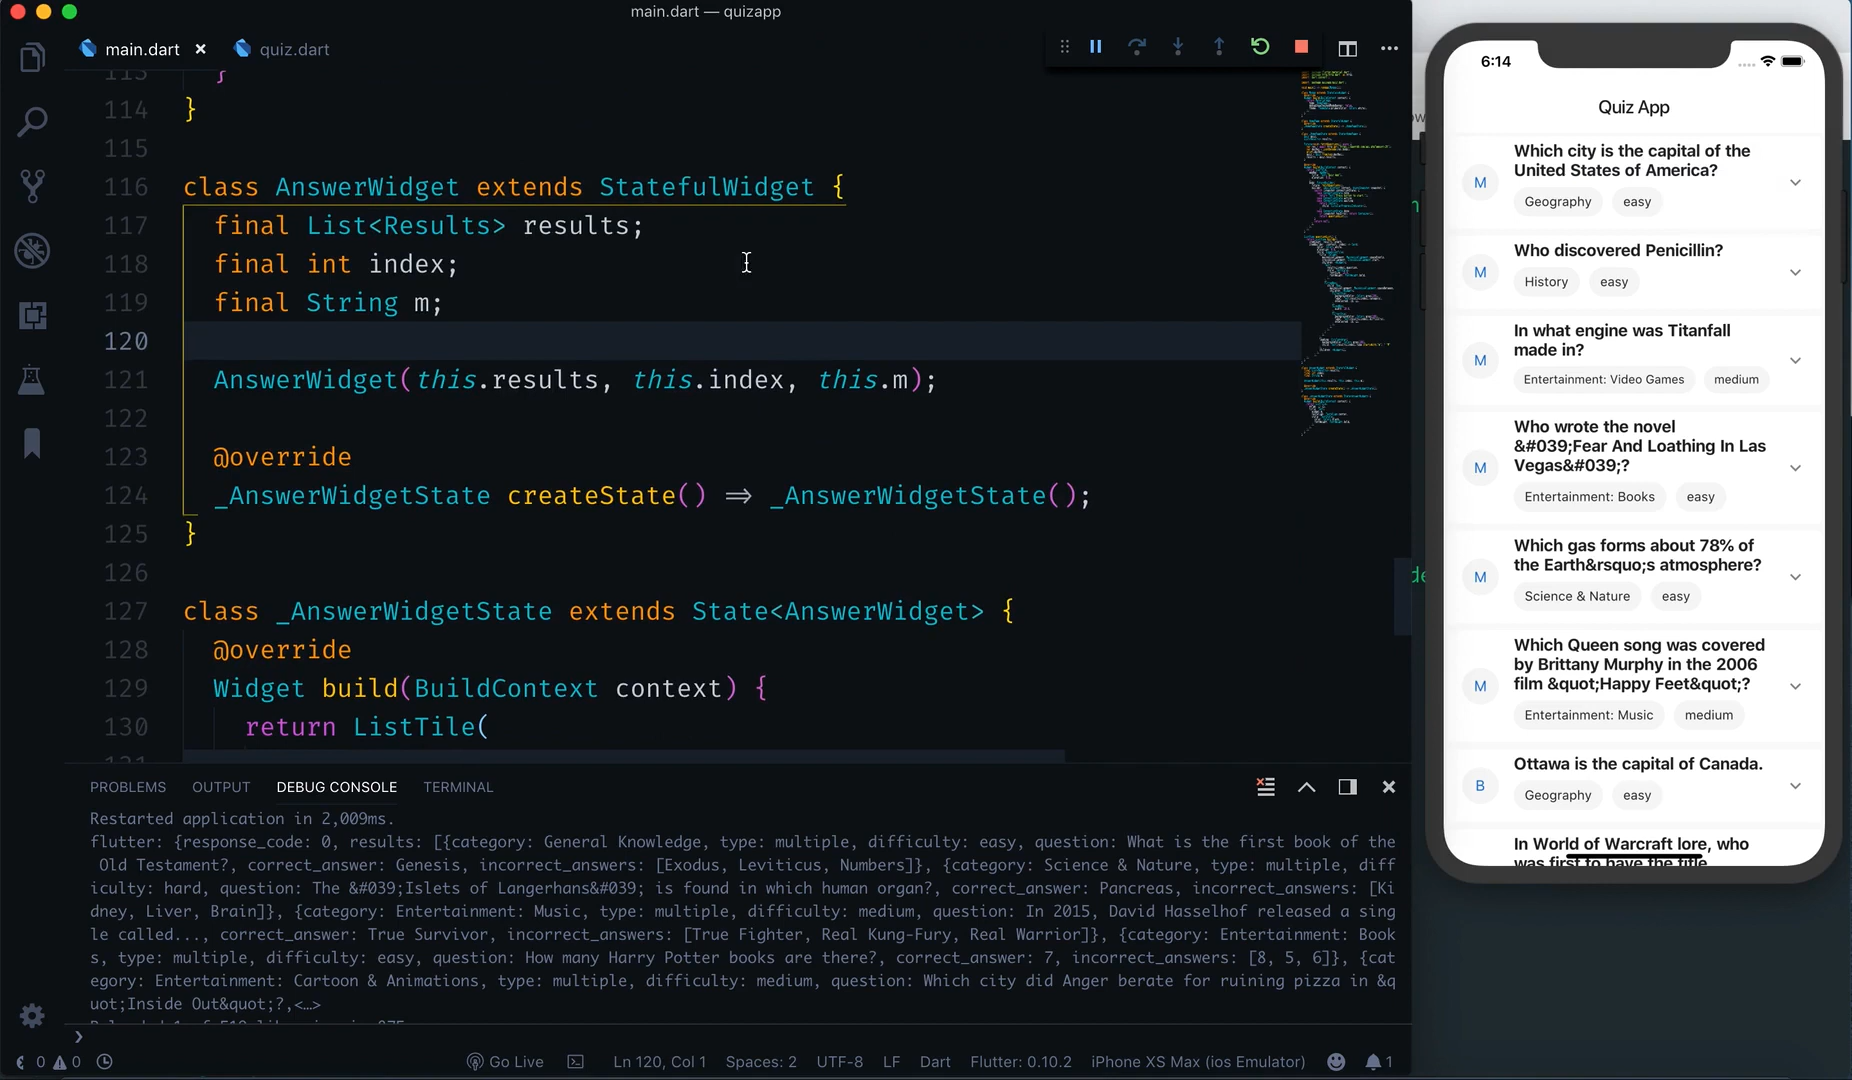 main.dart — quizapp
main.dart
quiz.dart
113 }
114 }
115
116 class AnswerWidget extends StatefulWidget {
117 final List<Results> results;
118 final int index;
119 final String m;
120
121 AnswerWidget(this.results, this.index, this.m);
122
123 @override
124 _AnswerWidgetState createState() => _AnswerWidgetState();
125 }
126
127 class _AnswerWidgetState extends State<AnswerWidget> {
128 @override
129 Widget build(BuildContext context) {
130 return ListTile(
PROBLEMS OUTPUT DEBUG CONSOLE TERMINAL
Restarted application in 2,009ms.
flutter: {response_code: 0, results: [{category: General Knowledge, type: multiple, difficulty: easy, question: What is the first book of the
Old Testament?, correct_answer: Genesis, incorrect_answers: [Exodus, Leviticus, Numbers]}, {category: Science & Nature, type: multiple, diff
iculty: hard, question: The &#039;Islets of Langerhans&#039; is found in which human organ?, correct_answer: Pancreas, incorrect_answers: [Ki
dney, Liver, Brain]}, {category: Entertainment: Music, type: multiple, difficulty: medium, question: In 2015, David Hasselhof released a sing
le called..., correct_answer: True Survivor, incorrect_answers: [True Fighter, Real Kung-Fury, Real Warrior]}, {category: Entertainment: Book
s, type: multiple, difficulty: easy, question: How many Harry Potter books are there?, correct_answer: 7, incorrect_answers: [8, 5, 6]}, {cat
egory: Entertainment: Cartoon & Animations, type: multiple, difficulty: medium, question: Which city did Anger berate for ruining pizza in &q
uot;Inside Out&quot;?,<…>
0 0
Go Live
Ln 120, Col 1 Spaces: 2 UTF-8 LF Dart Flutter: 0.10.2 iPhone XS Max (ios Emulator) 1
6:14
Quiz App
M
Which city is the capital of the
United States of America?
Geography easy
M
Who discovered Penicillin?
History easy
M
In what engine was Titanfall
made in?
Entertainment: Video Games medium
M
Who wrote the novel
&#039;Fear And Loathing In Las
Vegas&#039;?
Entertainment: Books easy
M
Which gas forms about 78% of
the Earth&rsquo;s atmosphere?
Science & Nature easy
M
Which Queen song was covered
by Brittany Murphy in the 2006
film &quot;Happy Feet&quot;?
Entertainment: Music medium
B
Ottawa is the capital of Canada.
Geography easy
In World of Warcraft lore, who
was first to have the title